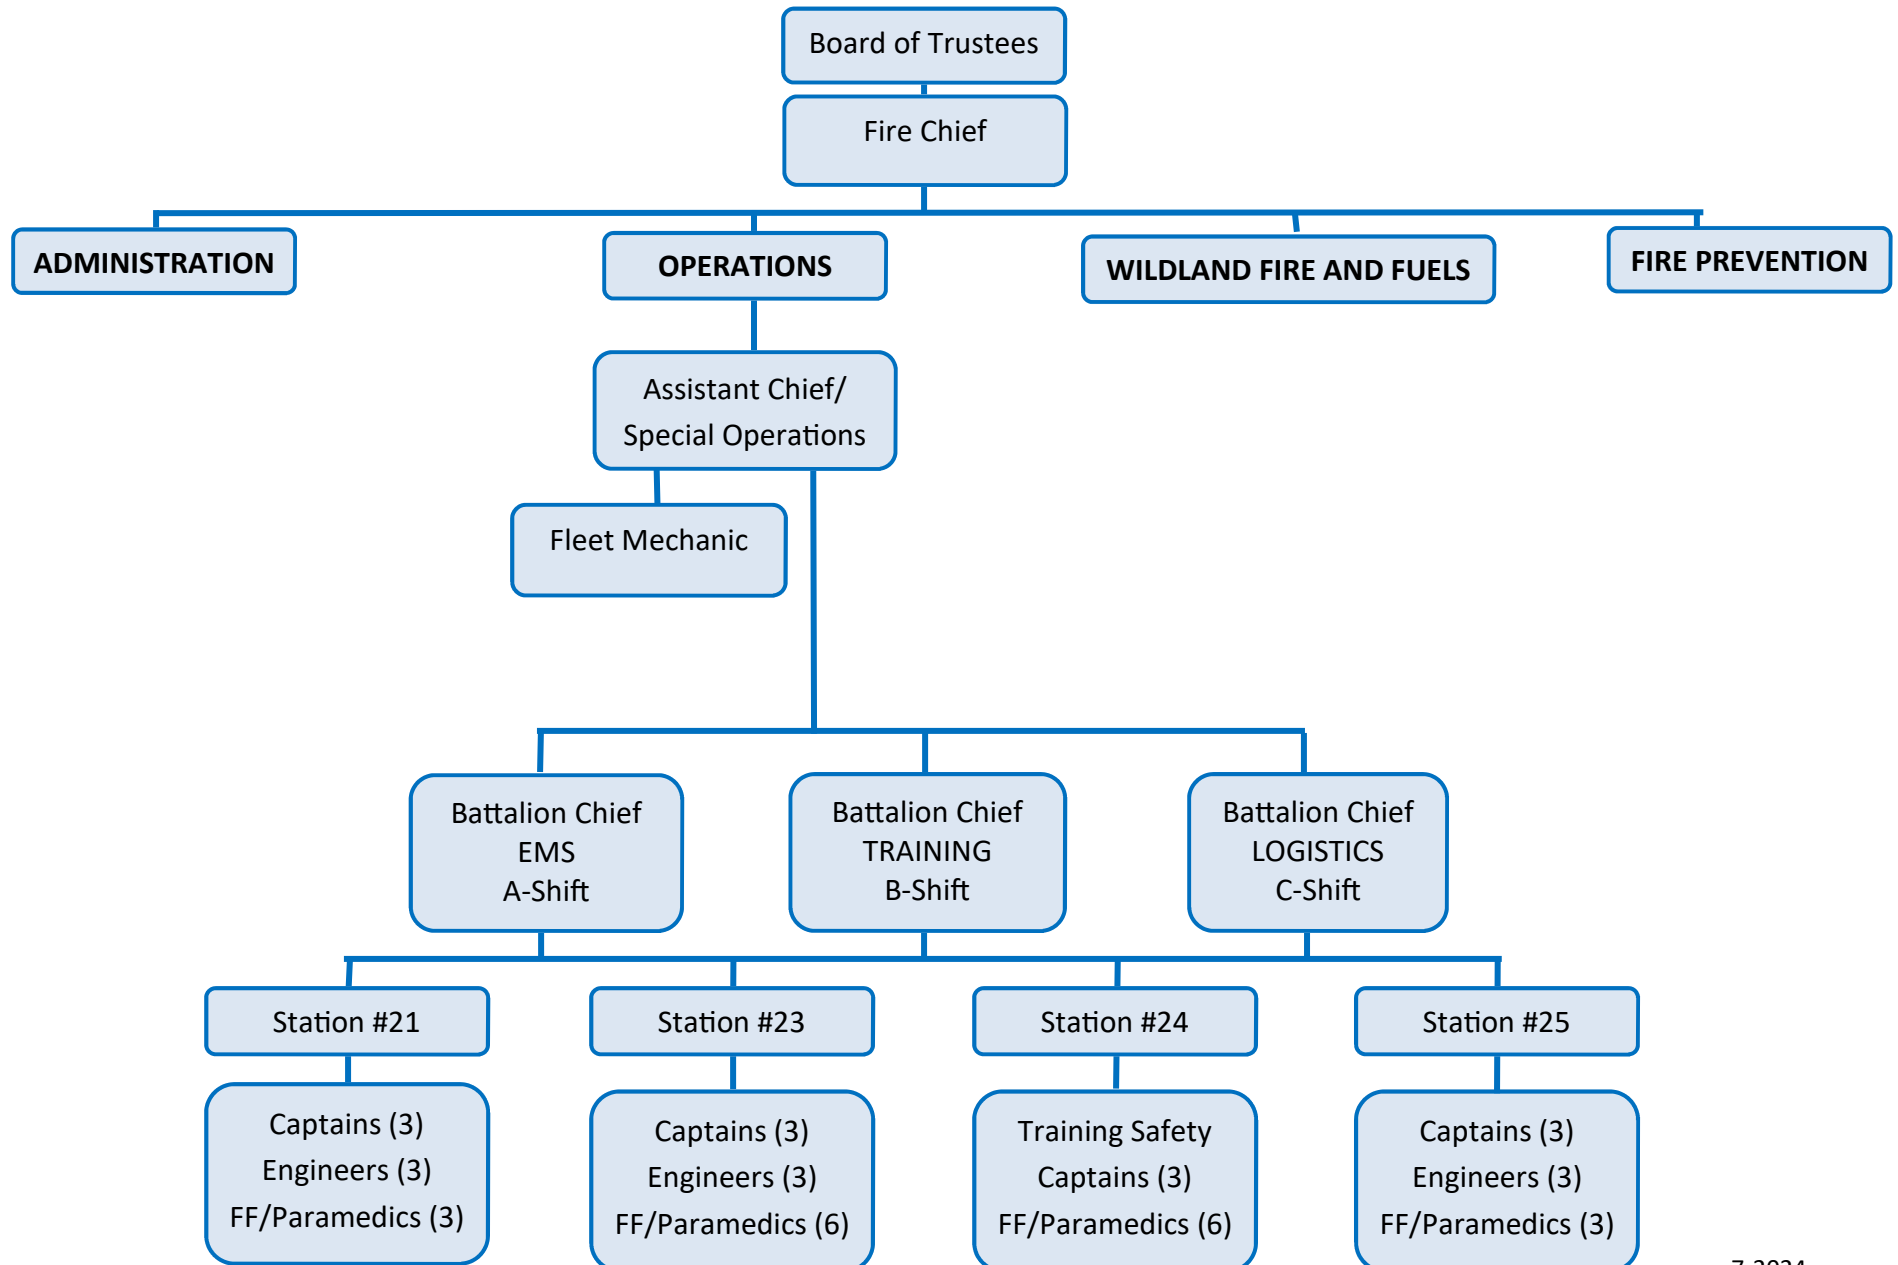 Board of Trustees
Fire Chief
ADMINISTRATION
OPERATIONS
WILDLAND FIRE AND FUELS
FIRE PREVENTION
Assistant Chief/
Special Operations
Fleet Mechanic
Battalion Chief
EMS
A-Shift
Battalion Chief
TRAINING
B-Shift
Battalion Chief
LOGISTICS
C-Shift
Station #21
Station #23
Station #24
Station #25
Captains (3)
Engineers (3)
FF/Paramedics (3)
Captains (3)
Engineers (3)
FF/Paramedics (6)
Training Safety
Captains (3)
FF/Paramedics (6)
Captains (3)
Engineers (3)
FF/Paramedics (3)
7-2024